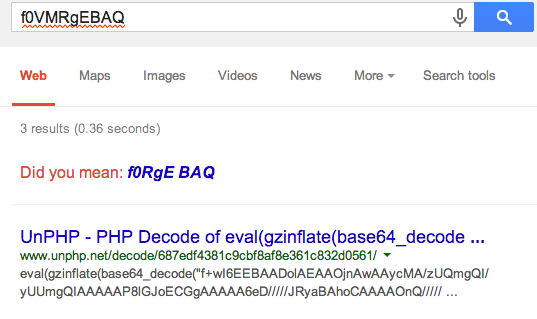 f0VMRgEBAQ
Web Maps Images Videos News More Search tools
3 results (0.36 seconds)
Did you mean: f0RgE BAQ
UnPHP - PHP Decode of eval(gzinflate(base64_decode ...
www.unphp.net/decode/687edf4381c9cbf8af8e361c832d0561/
eval(gzinflate(base64_decode("f+wI6EEBAADolAEAAOjnAwAAycMA/zUQmgQI/
yUUmgQIAAAAAP8lGJoECGgAAAAA6eD/////JRyaBAhoCAAAAOnQ///// ...